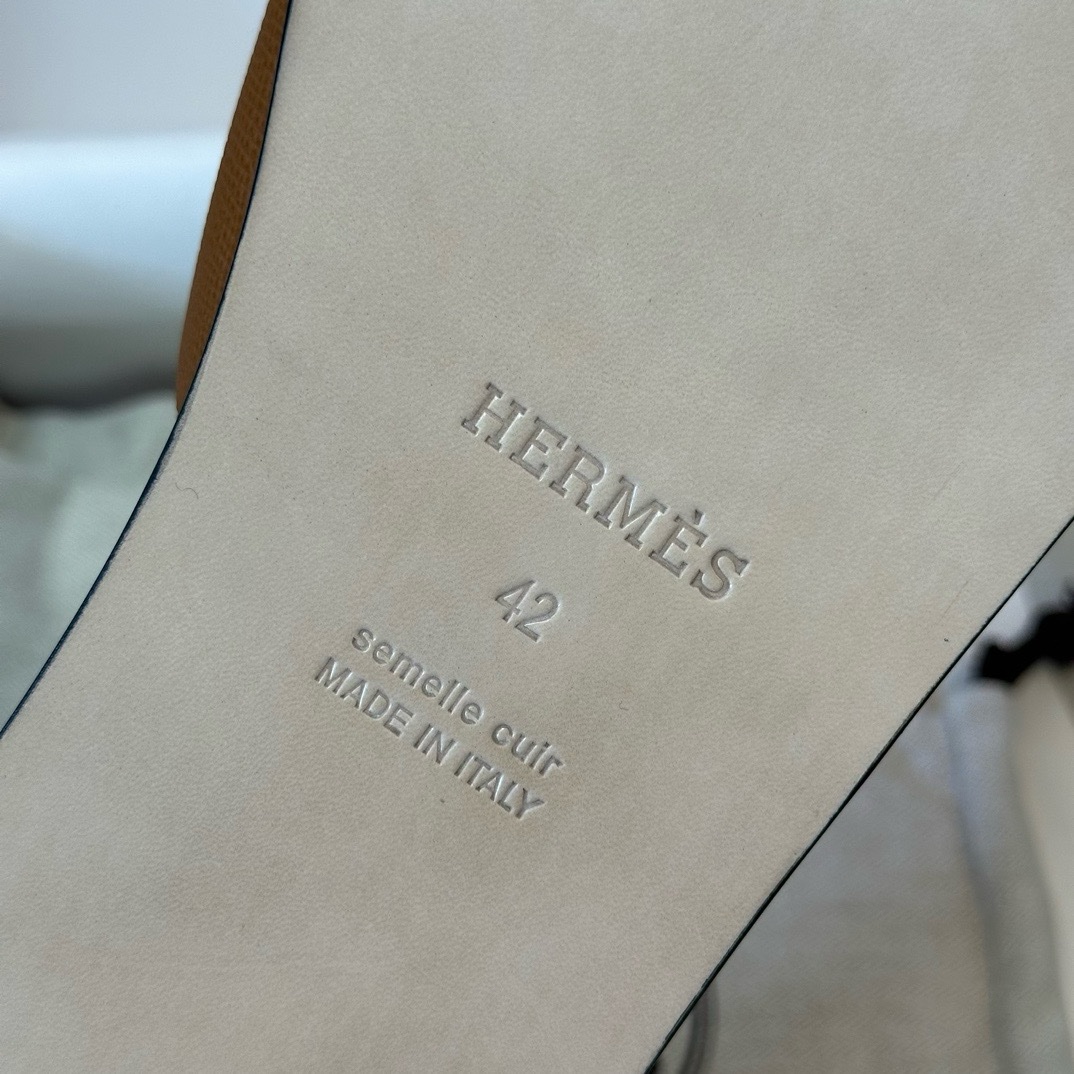 HERMÈS
42
semelle cuir
MADE IN ITALY